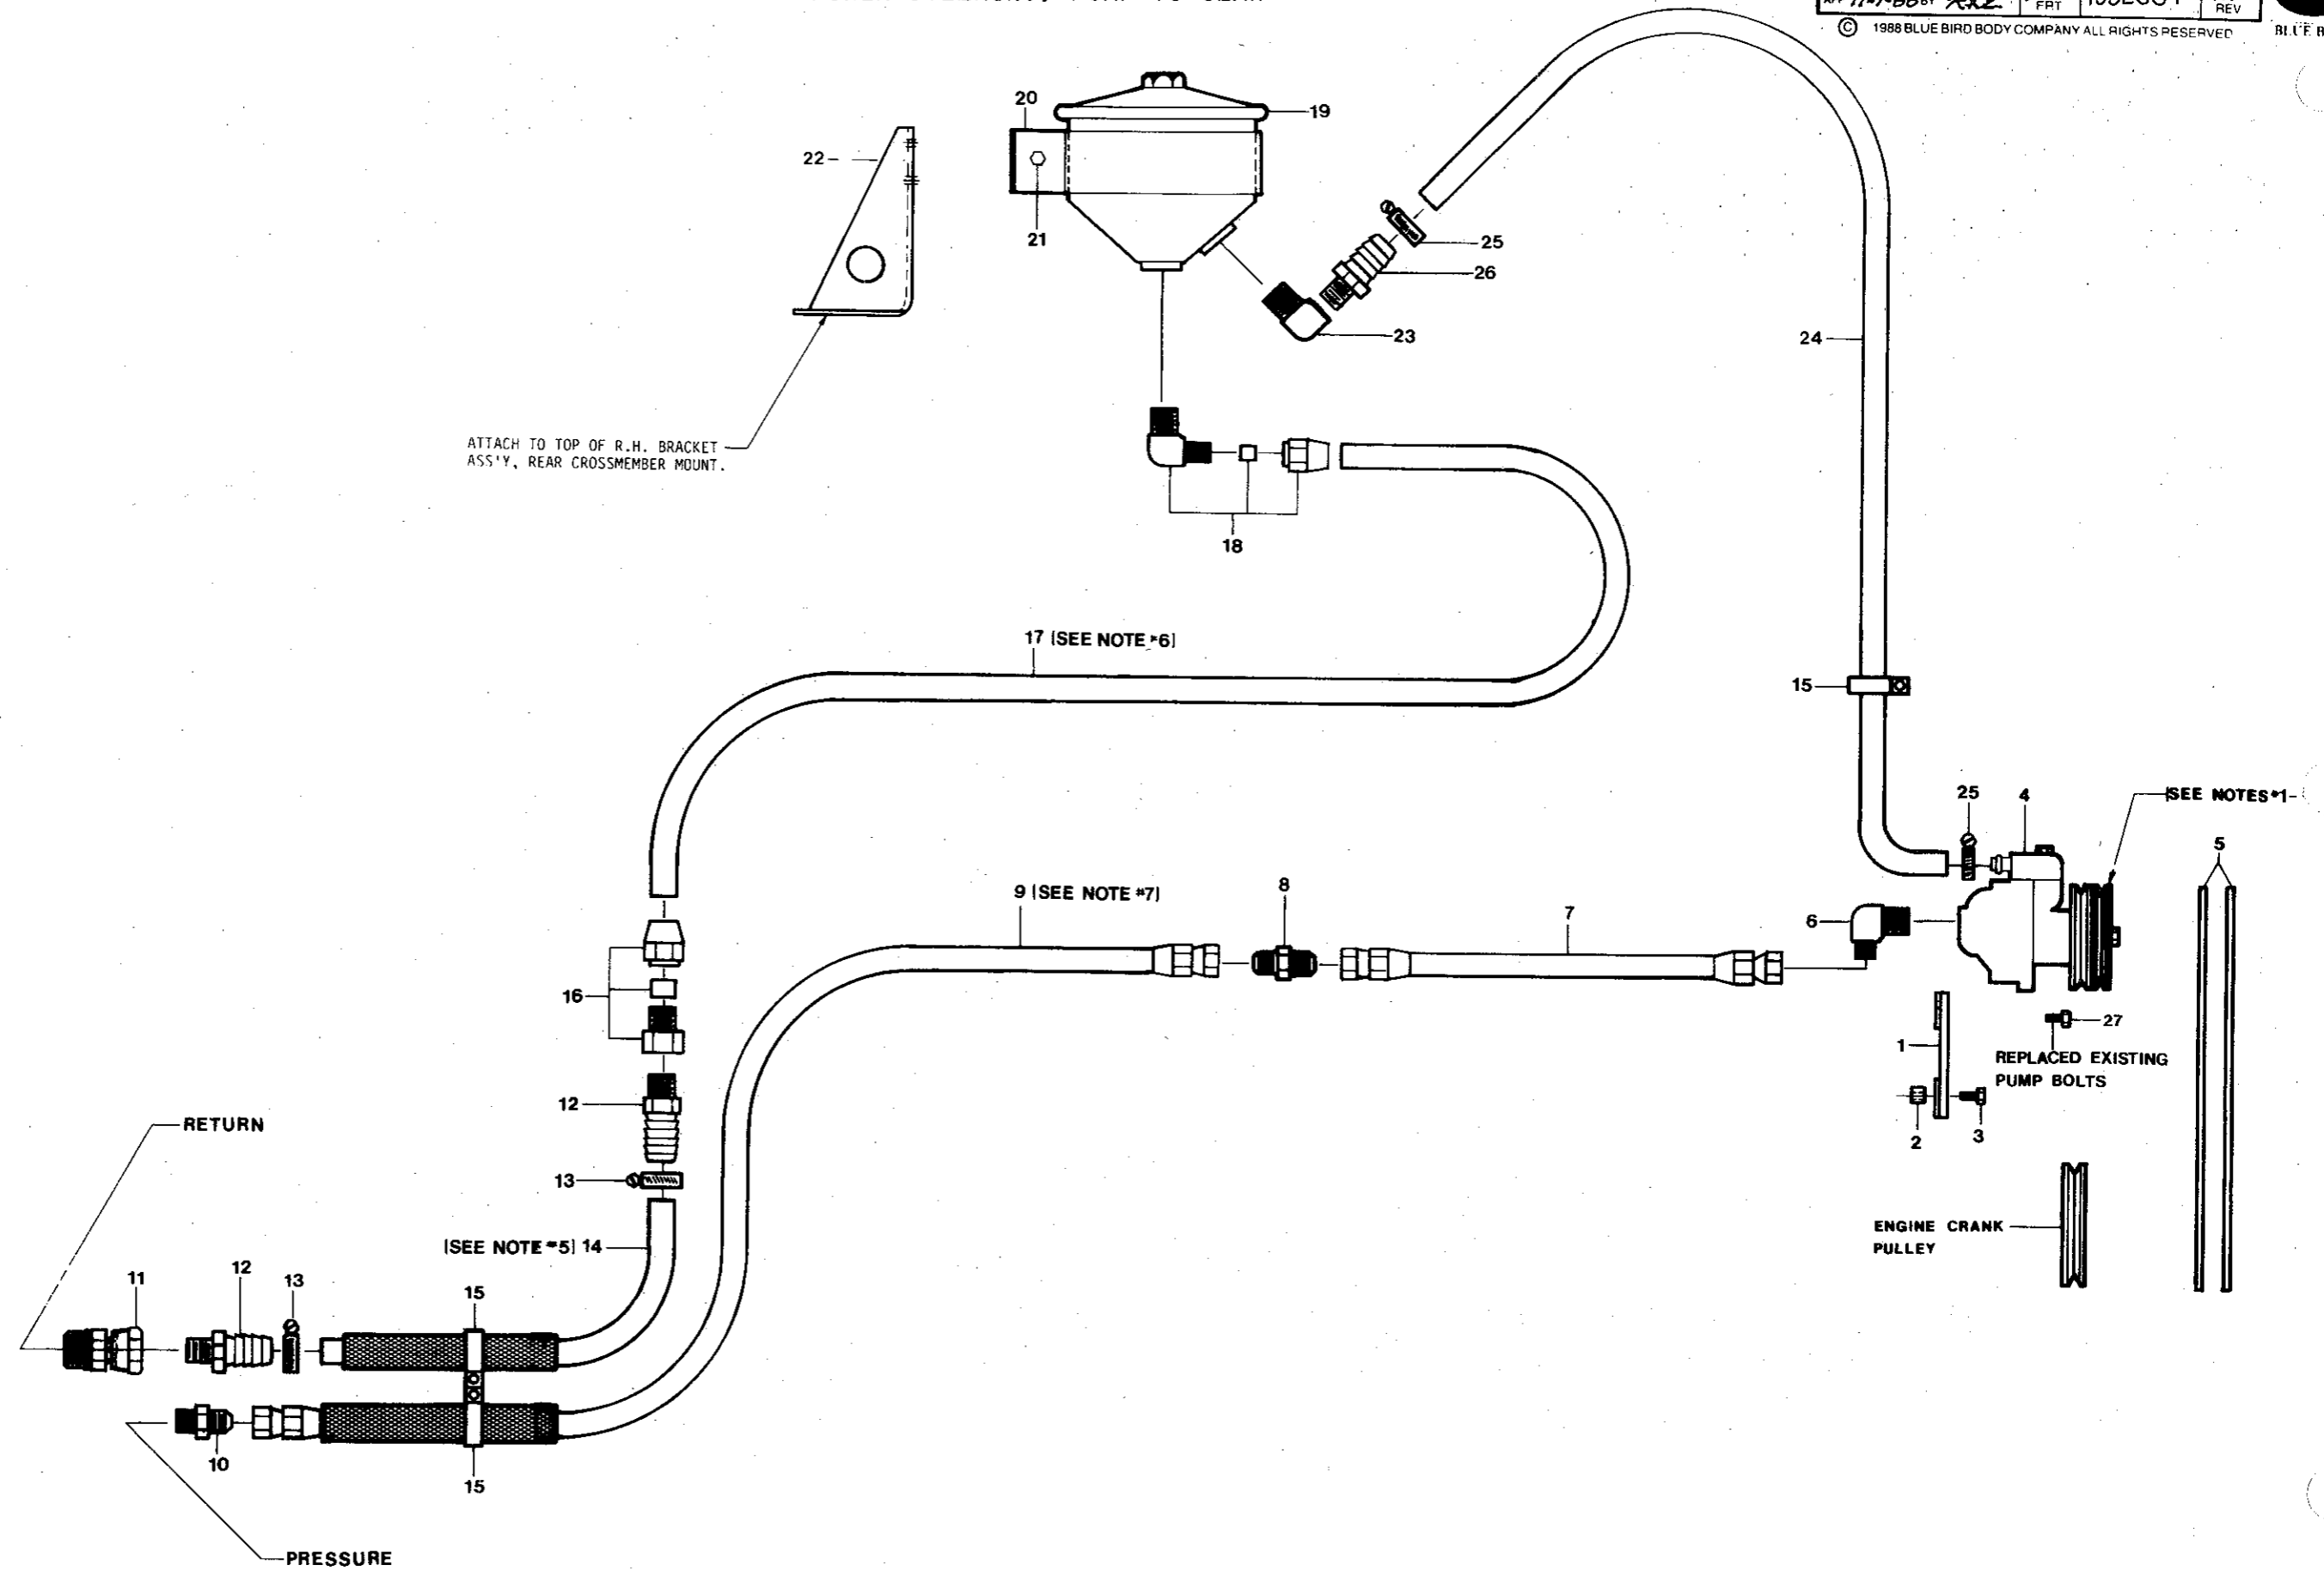 FRT
REV
© 1988 BLUE BIRD BODY COMPANY ALL RIGHTS RESERVED
20
19
22
21
25
26
23
24
ATTACH TO TOP OF R.H. BRACKET
ASS'Y, REAR CROSSMEMBER MOUNT.
18
17 (SEE NOTE #6)
15
25
4
(SEE NOTES #1-
5
9 (SEE NOTE #7)
8
7
6
16
27
1
REPLACED EXISTING
PUMP BOLTS
12
2
3
RETURN
13
ENGINE CRANK
PULLEY
(SEE NOTE #5) 14
11
12
13
15
10
15
PRESSURE